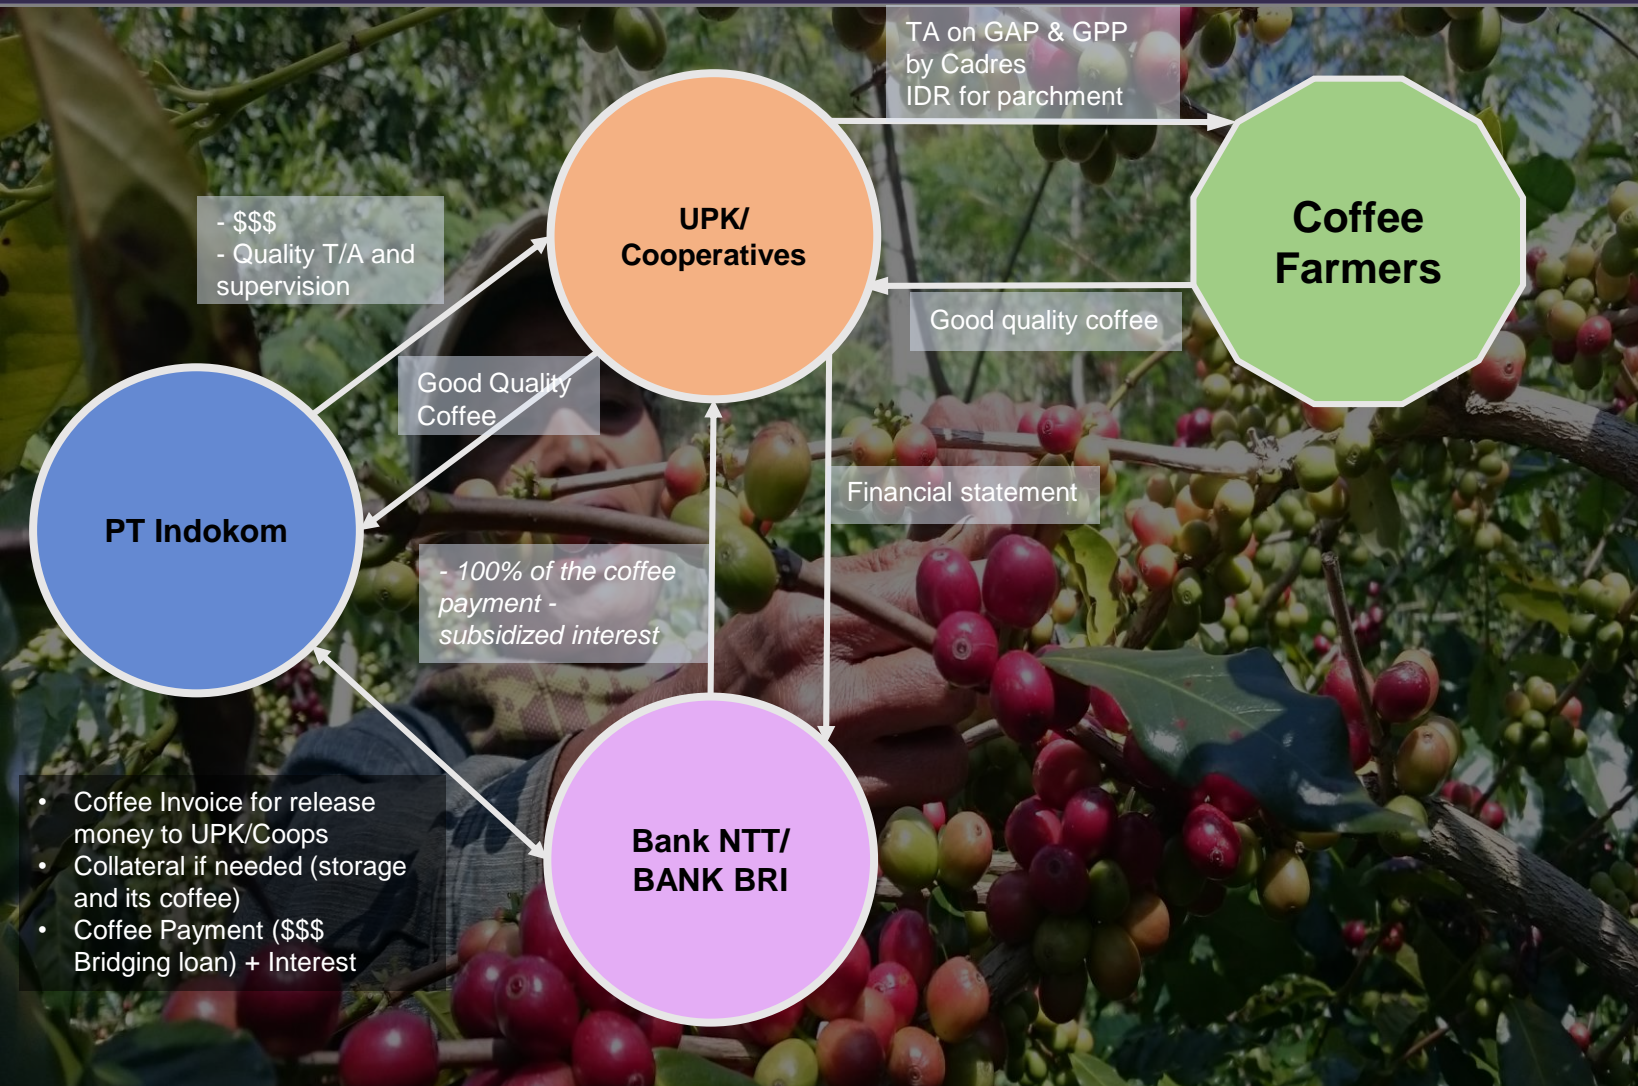 TA on GAP & GPP
by Cadres
IDR for parchment
UPK/
Cooperatives
Coffee
Farmers
- $$$
- Quality T/A and
supervision
Good quality coffee
Good Quality
Coffee
Financial statement
PT Indokom
- 100% of the coffee
payment -
subsidized interest
• Coffee Invoice for release
money to UPK/Coops
• Collateral if needed (storage
and its coffee)
• Coffee Payment ($$$
Bridging loan) + Interest
Bank NTT/
BANK BRI